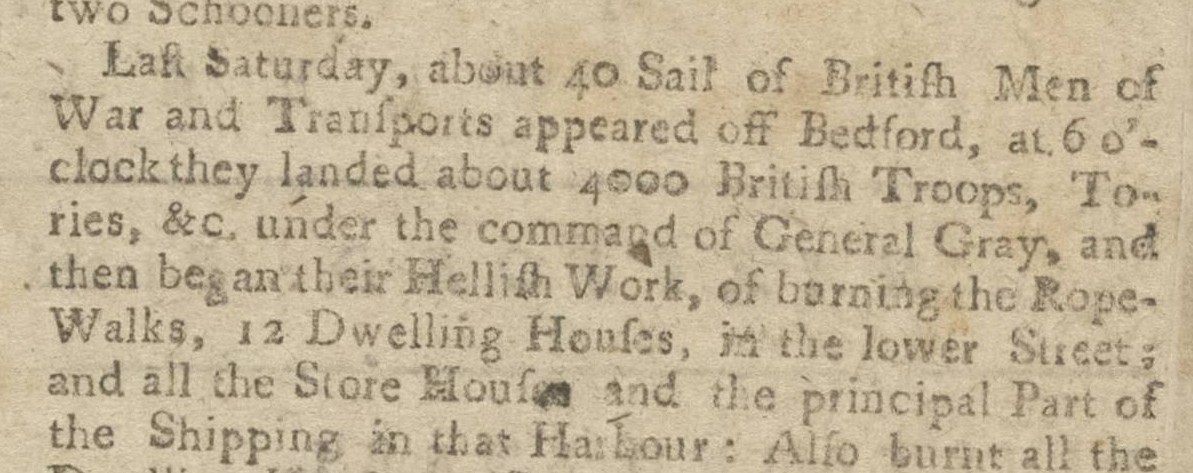 two Schooners.
Laſt Saturday, about 40 Sail of Britiſh Men of
War and Tranſports appeared off Bedford, at 6 o'-
clock they landed about 4000 Britiſh Troops, To-
ries, &c. under the command of General Gray, and
then began their Helliſh Work, of burning the Rope-
Walks, 12 Dwelling Houſes, in the lower Street;
and all the Store Houſes and the principal Part of
the Shipping in that Harbour: Alſo burnt all the